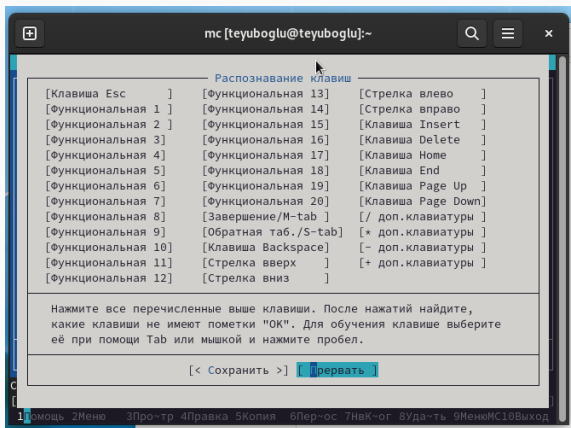 mc [teyuboglu@teyuboglu]:~
Распознавание клавиш
[Клавиша Esc ] [Функциональная 13] [Стрелка влево ]
[Функциональная 1 ] [Функциональная 14] [Стрелка вправо ]
[Функциональная 2 ] [Функциональная 15] [Клавиша Insert ]
[Функциональная 3] [Функциональная 16] [Клавиша Delete ]
[Функциональная 4] [Функциональная 17] [Клавиша Home ]
[Функциональная 5] [Функциональная 18] [Клавиша End ]
[Функциональная 6] [Функциональная 19] [Клавиша Page Up ]
[Функциональная 7] [Функциональная 20] [Клавиша Page Down]
[Функциональная 8] [Завершение/M-tab ] [/ доп.клавиатуры ]
[Функциональная 9] [Обратная таб./S-tab] [* доп.клавиатуры ]
[Функциональная 10] [Клавиша Backspace] [- доп.клавиатуры ]
[Функциональная 11] [Стрелка вверх ] [+ доп.клавиатуры ]
[Функциональная 12] [Стрелка вниз ]
Нажмите все перечисленные выше клавиши. После нажатий найдите,
какие клавиши не имеют пометки "OK". Для обучения клавише выберите
её при помощи Tab или мышкой и нажмите пробел.
[< Сохранить >] [ Прервать ]
1Помощь 2Меню 3Про~тр 4Правка 5Копия 6Пер~ос 7НвК~ог 8Уда~ть 9МенюMC10Выход